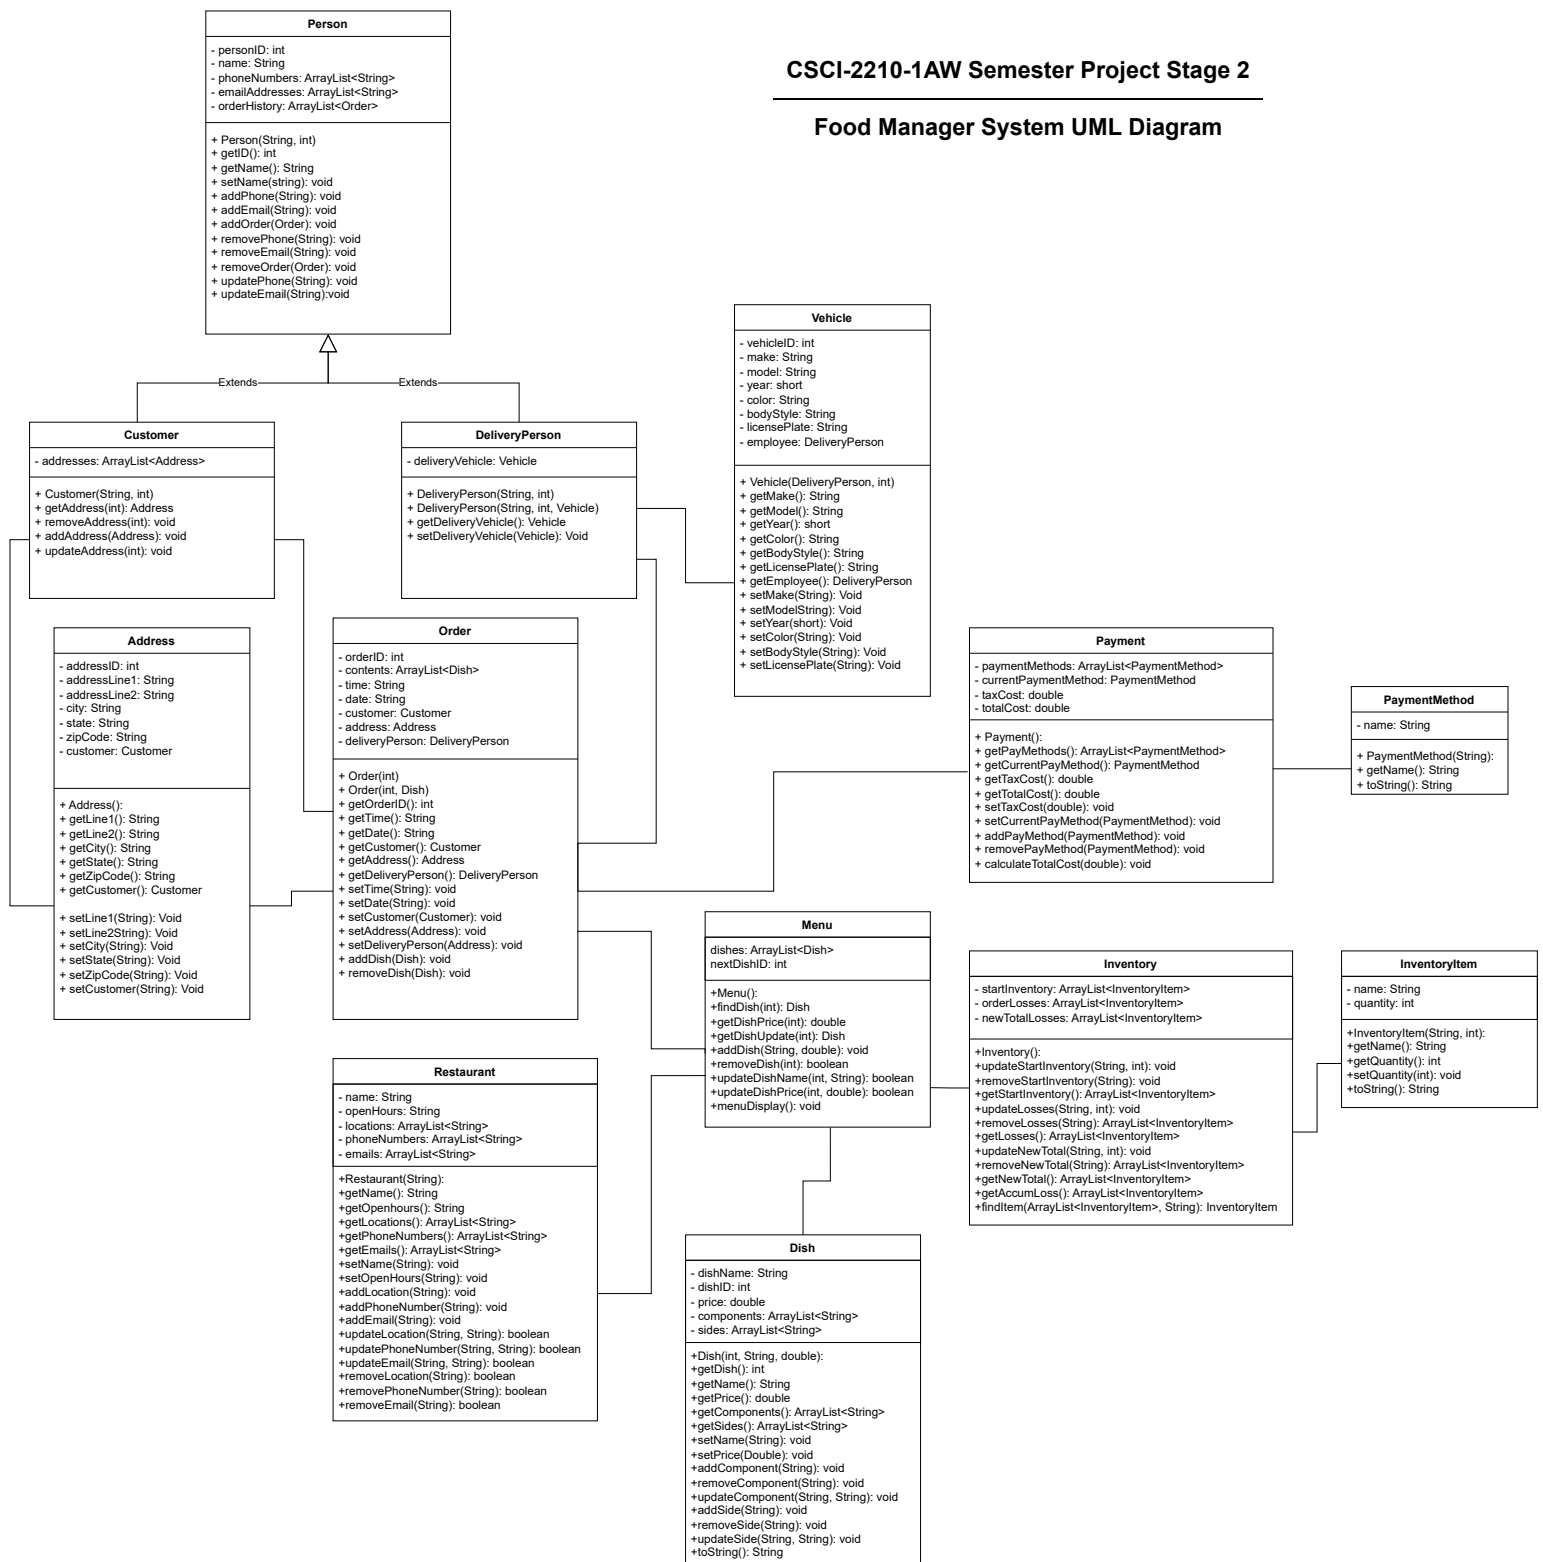 Person
- personID: int
- name: String
- phoneNumbers: ArrayList<String>
- emailAddresses: ArrayList<String>
- orderHistory: ArrayList<Order>
+ Person(String, int)
+ getID(): int
+ getName(): String
+ setName(string): void
+ addPhone(String): void
+ addEmail(String): void
+ addOrder(Order): void
+ removePhone(String): void
+ removeEmail(String): void
+ removeOrder(Order): void
+ updatePhone(String): void
+ updateEmail(String):void
CSCI-2210-1AW Semester Project Stage 2
Food Manager System UML Diagram
Extends
Extends
Customer
- addresses: ArrayList<Address>
+ Customer(String, int)
+ getAddress(int): Address
+ removeAddress(int): void
+ addAddress(Address): void
+ updateAddress(int): void
DeliveryPerson
- deliveryVehicle: Vehicle
+ DeliveryPerson(String, int)
+ DeliveryPerson(String, int, Vehicle)
+ getDeliveryVehicle(): Vehicle
+ setDeliveryVehicle(Vehicle): Void
Vehicle
- vehicleID: int
- make: String
- model: String
- year: short
- color: String
- bodyStyle: String
- licensePlate: String
- employee: DeliveryPerson
+ Vehicle(DeliveryPerson, int)
+ getMake(): String
+ getModel(): String
+ getYear(): short
+ getColor(): String
+ getBodyStyle(): String
+ getLicensePlate(): String
+ getEmployee(): DeliveryPerson
+ setMake(String): Void
+ setModelString): Void
+ setYear(short): Void
+ setColor(String): Void
+ setBodyStyle(String): Void
+ setLicensePlate(String): Void
Address
- addressID: int
- addressLine1: String
- addressLine2: String
- city: String
- state: String
- zipCode: String
- customer: Customer
+ Address():
+ getLine1(): String
+ getLine2(): String
+ getCity(): String
+ getState(): String
+ getZipCode(): String
+ getCustomer(): Customer
+ setLine1(String): Void
+ setLine2String): Void
+ setCity(String): Void
+ setState(String): Void
+ setZipCode(String): Void
+ setCustomer(String): Void
Order
- orderID: int
- contents: ArrayList<Dish>
- time: String
- date: String
- customer: Customer
- address: Address
- deliveryPerson: DeliveryPerson
+ Order(int)
+ Order(int, Dish)
+ getOrderID(): int
+ getTime(): String
+ getDate(): String
+ getCustomer(): Customer
+ getAddress(): Address
+ getDeliveryPerson(): DeliveryPerson
+ setTime(String): void
+ setDate(String): void
+ setCustomer(Customer): void
+ setAddress(Address): void
+ setDeliveryPerson(Address): void
+ addDish(Dish): void
+ removeDish(Dish): void
Payment
- paymentMethods: ArrayList<PaymentMethod>
- currentPaymentMethod: PaymentMethod
- taxCost: double
- totalCost: double
+ Payment():
+ getPayMethods(): ArrayList<PaymentMethod>
+ getCurrentPayMethod(): PaymentMethod
+ getTaxCost(): double
+ getTotalCost(): double
+ setTaxCost(double): void
+ setCurrentPayMethod(PaymentMethod): void
+ addPayMethod(PaymentMethod): void
+ removePayMethod(PaymentMethod): void
+ calculateTotalCost(double): void
PaymentMethod
- name: String
+ PaymentMethod(String):
+ getName(): String
+ toString(): String
Menu
dishes: ArrayList<Dish>
nextDishID: int
+Menu():
+findDish(int): Dish
+getDishPrice(int): double
+getDishUpdate(int): Dish
+addDish(String, double): void
+removeDish(int): boolean
+updateDishName(int, String): boolean
+updateDishPrice(int, double): boolean
+menuDisplay(): void
Inventory
- startInventory: ArrayList<InventoryItem>
- orderLosses: ArrayList<InventoryItem>
- newTotalLosses: ArrayList<InventoryItem>
+Inventory():
+updateStartInventory(String, int): void
+removeStartInventory(String): void
+getStartInventory(): ArrayList<InventoryItem>
+updateLosses(String, int): void
+removeLosses(String): ArrayList<InventoryItem>
+getLosses(): ArrayList<InventoryItem>
+updateNewTotal(String, int): void
+removeNewTotal(String): ArrayList<InventoryItem>
+getNewTotal(): ArrayList<InventoryItem>
+getAccumLoss(): ArrayList<InventoryItem>
+findItem(ArrayList<InventoryItem>, String): InventoryItem
InventoryItem
- name: String
- quantity: int
+InventoryItem(String, int):
+getName(): String
+getQuantity(): int
+setQuantity(int): void
+toString(): String
Restaurant
- name: String
- openHours: String
- locations: ArrayList<String>
- phoneNumbers: ArrayList<String>
- emails: ArrayList<String>
+Restaurant(String):
+getName(): String
+getOpenhours(): String
+getLocations(): ArrayList<String>
+getPhoneNumbers(): ArrayList<String>
+getEmails(): ArrayList<String>
+setName(String): void
+setOpenHours(String): void
+addLocation(String): void
+addPhoneNumber(String): void
+addEmail(String): void
+updateLocation(String, String): boolean
+updatePhoneNumber(String, String): boolean
+updateEmail(String, String): boolean
+removeLocation(String): boolean
+removePhoneNumber(String): boolean
+removeEmail(String): boolean
Dish
- dishName: String
- dishID: int
- price: double
- components: ArrayList<String>
- sides: ArrayList<String>
+Dish(int, String, double):
+getDish(): int
+getName(): String
+getPrice(): double
+getComponents(): ArrayList<String>
+getSides(): ArrayList<String>
+setName(String): void
+setPrice(Double): void
+addComponent(String): void
+removeComponent(String): void
+updateComponent(String, String): void
+addSide(String): void
+removeSide(String): void
+updateSide(String, String): void
+toString(): String